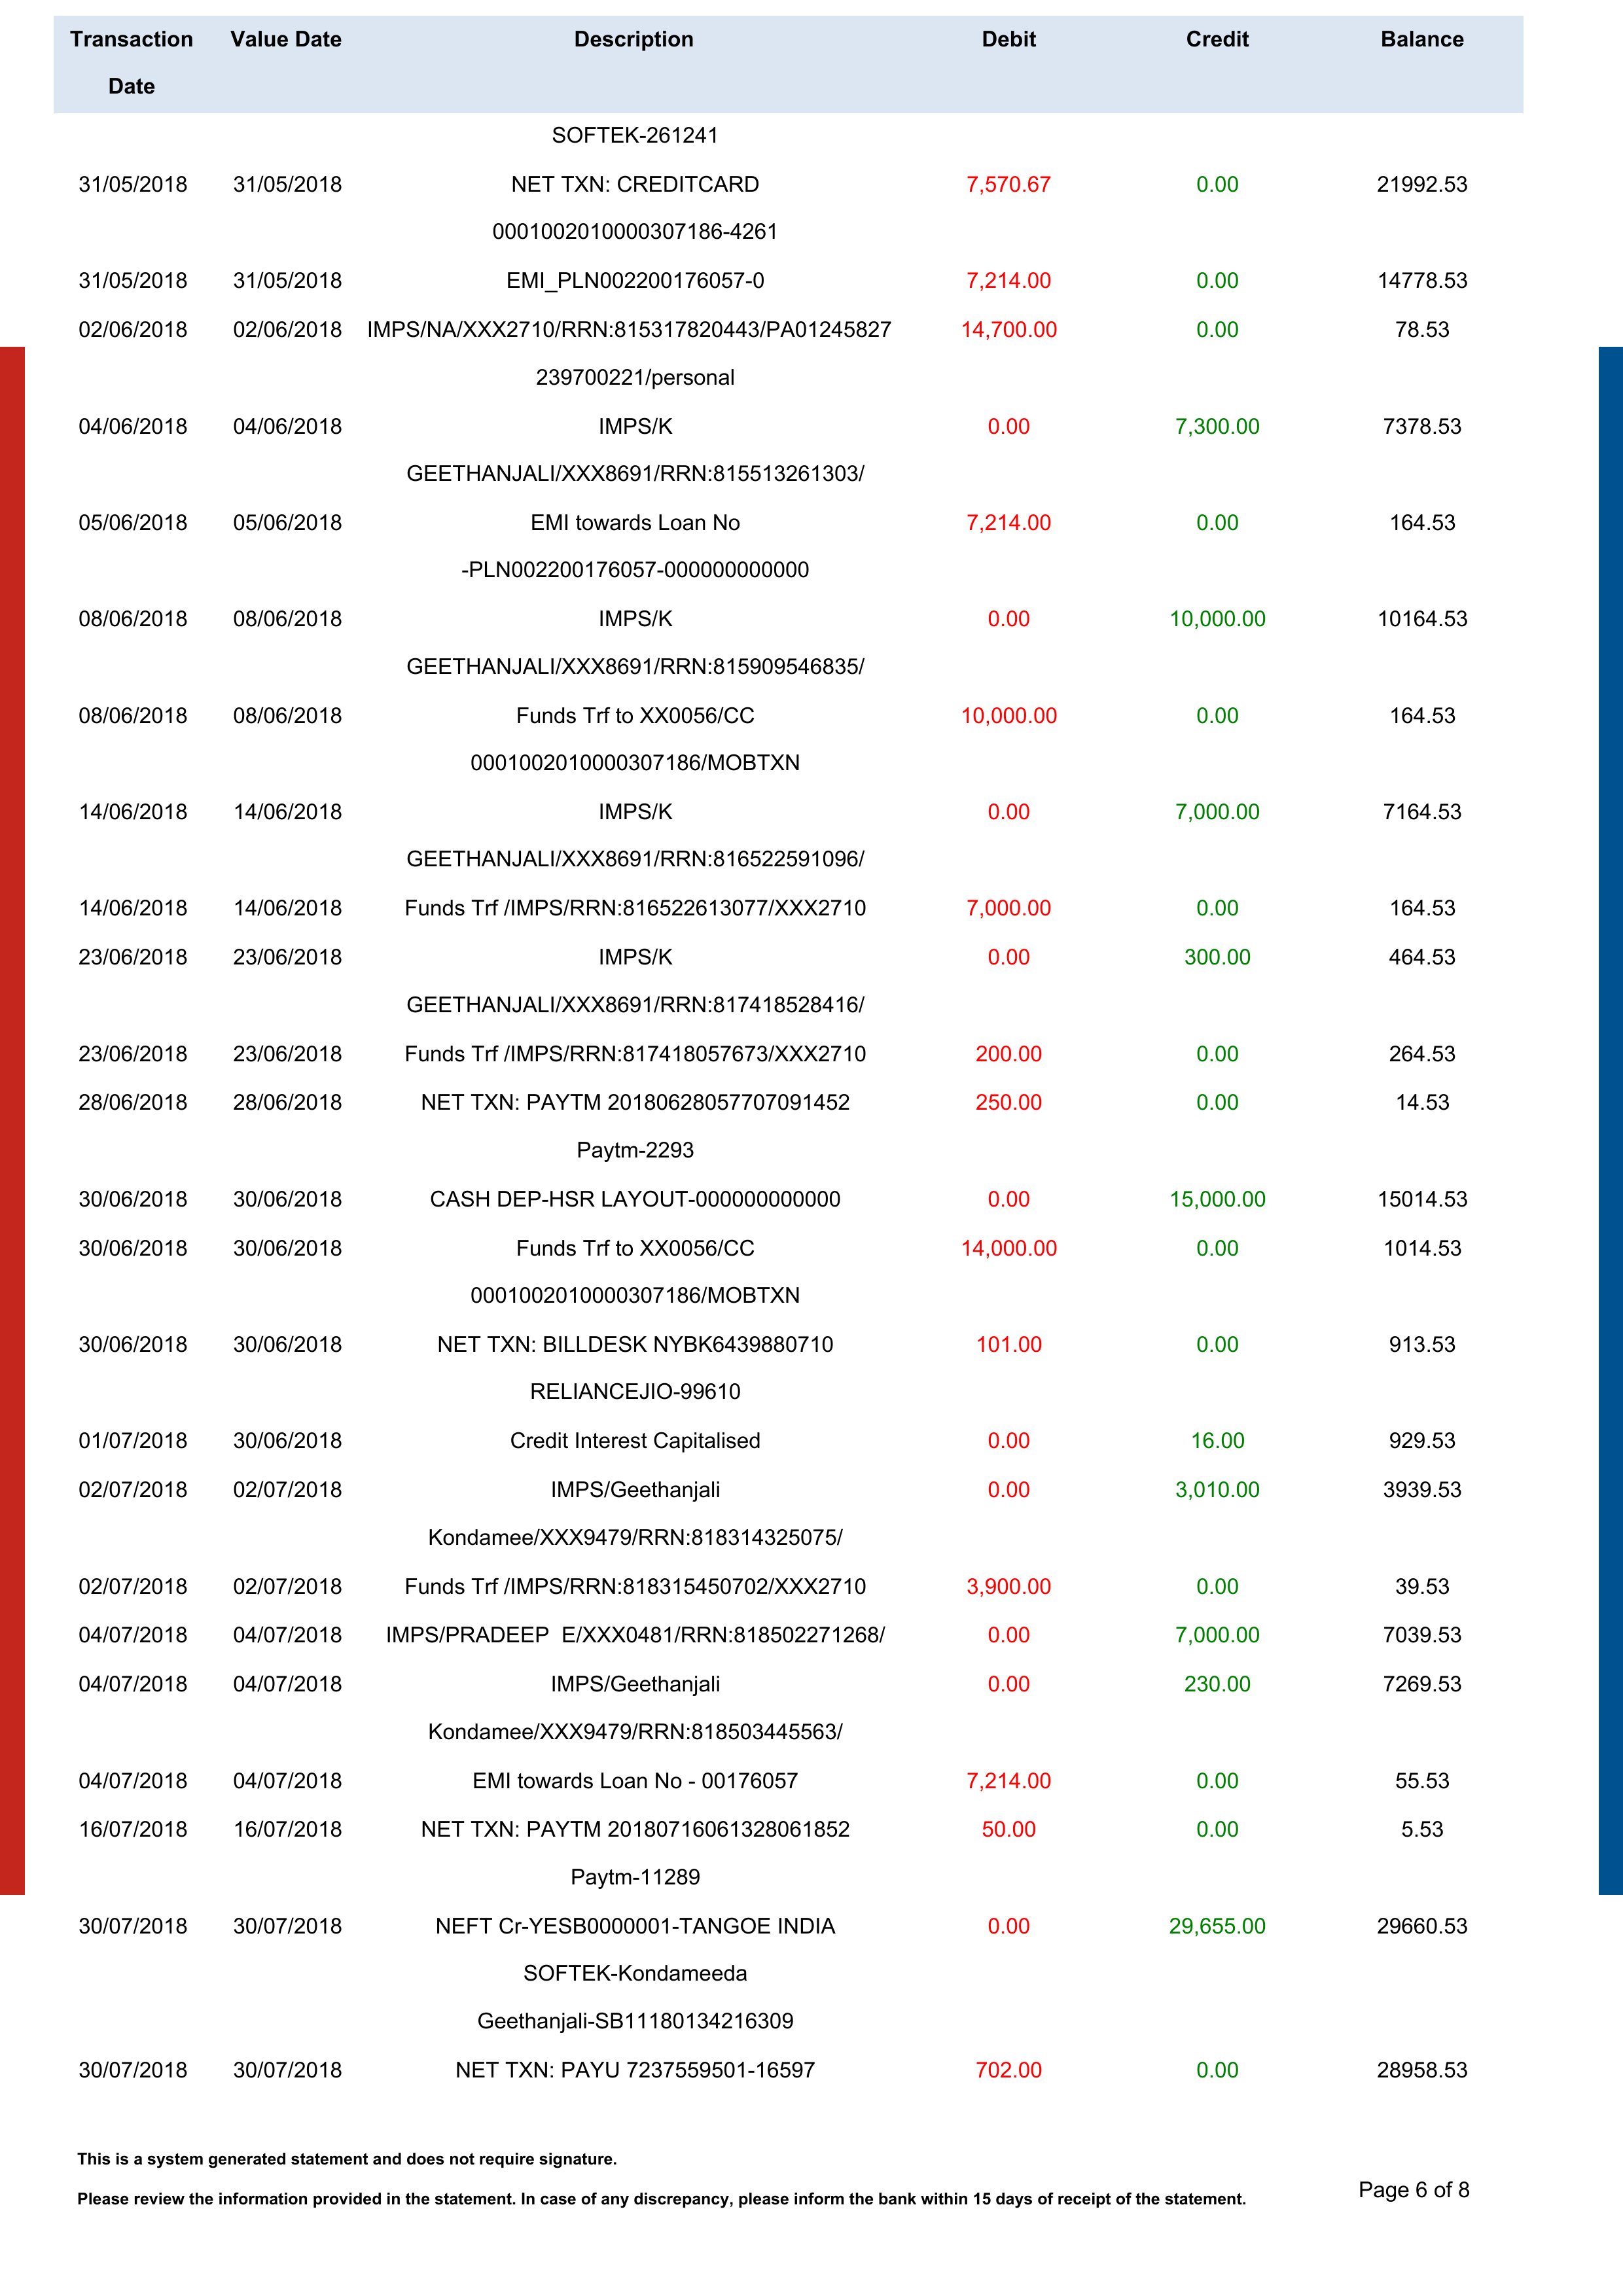 Transaction Value Date Description Debit Credit Balance
Date
SOFTEK-261241
31/05/2018 31/05/2018 NET TXN: CREDITCARD 7,570.67 0.00 21992.53
0001002010000307186-4261
31/05/2018 31/05/2018 EMI_PLN002200176057-0 7,214.00 0.00 14778.53
02/06/2018 02/06/2018 IMPS/NA/XXX2710/RRN:815317820443/PA01245827 14,700.00 0.00 78.53
239700221/personal
04/06/2018 04/06/2018 IMPS/K 0.00 7,300.00 7378.53
GEETHANJALI/XXX8691/RRN:815513261303/
05/06/2018 05/06/2018 EMI towards Loan No 7,214.00 0.00 164.53
-PLN002200176057-000000000000
08/06/2018 08/06/2018 IMPS/K 0.00 10,000.00 10164.53
GEETHANJALI/XXX8691/RRN:815909546835/
08/06/2018 08/06/2018 Funds Trf to XX0056/CC 10,000.00 0.00 164.53
0001002010000307186/MOBTXN
14/06/2018 14/06/2018 IMPS/K 0.00 7,000.00 7164.53
GEETHANJALI/XXX8691/RRN:816522591096/
14/06/2018 14/06/2018 Funds Trf /IMPS/RRN:816522613077/XXX2710 7,000.00 0.00 164.53
23/06/2018 23/06/2018 IMPS/K 0.00 300.00 464.53
GEETHANJALI/XXX8691/RRN:817418528416/
23/06/2018 23/06/2018 Funds Trf /IMPS/RRN:817418057673/XXX2710 200.00 0.00 264.53
28/06/2018 28/06/2018 NET TXN: PAYTM 20180628057707091452 250.00 0.00 14.53
Paytm-2293
30/06/2018 30/06/2018 CASH DEP-HSR LAYOUT-000000000000 0.00 15,000.00 15014.53
30/06/2018 30/06/2018 Funds Trf to XX0056/CC 14,000.00 0.00 1014.53
0001002010000307186/MOBTXN
30/06/2018 30/06/2018 NET TXN: BILLDESK NYBK6439880710 101.00 0.00 913.53
RELIANCEJIO-99610
01/07/2018 30/06/2018 Credit Interest Capitalised 0.00 16.00 929.53
02/07/2018 02/07/2018 IMPS/Geethanjali 0.00 3,010.00 3939.53
Kondamee/XXX9479/RRN:818314325075/
02/07/2018 02/07/2018 Funds Trf /IMPS/RRN:818315450702/XXX2710 3,900.00 0.00 39.53
04/07/2018 04/07/2018 IMPS/PRADEEP  E/XXX0481/RRN:818502271268/ 0.00 7,000.00 7039.53
04/07/2018 04/07/2018 IMPS/Geethanjali 0.00 230.00 7269.53
Kondamee/XXX9479/RRN:818503445563/
04/07/2018 04/07/2018 EMI towards Loan No - 00176057 7,214.00 0.00 55.53
16/07/2018 16/07/2018 NET TXN: PAYTM 20180716061328061852 50.00 0.00 5.53
Paytm-11289
30/07/2018 30/07/2018 NEFT Cr-YESB0000001-TANGOE INDIA 0.00 29,655.00 29660.53
SOFTEK-Kondameeda
Geethanjali-SB11180134216309
30/07/2018 30/07/2018 NET TXN: PAYU 7237559501-16597 702.00 0.00 28958.53
This is a system generated statement and does not require signature.
Please review the information provided in the statement. In case of any discrepancy, please inform the bank within 15 days of receipt of the statement.
Page 6 of 8